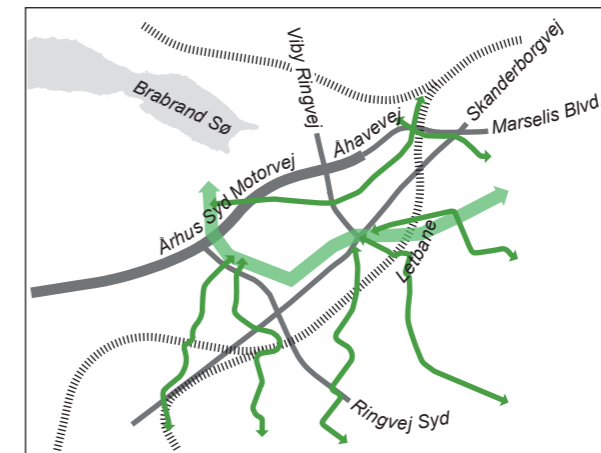 Brabrand Sø
Viby Ringvej
Skanderborgvej
Åhavevej
Marselis Blvd
Århus Syd Motorvej
Letbane
Ringvej Syd